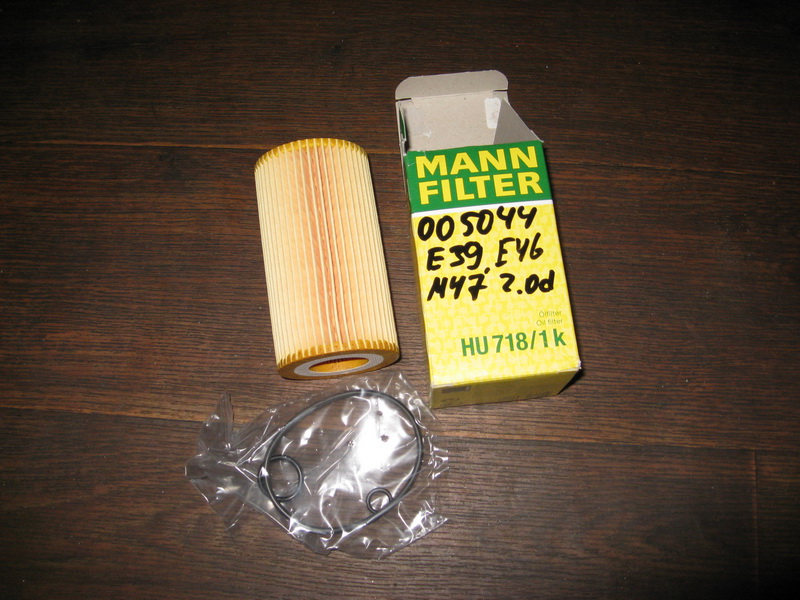 MANN
FILTER
005044
E39, E46
M47 2.0d
Ölfilter
Oil filter
HU 718/1 k